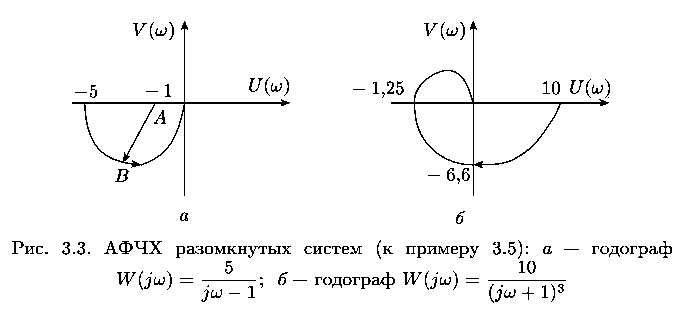 V(ω) V(ω)
−5 −1 U(ω) −1,25 10 U(ω)
A
B −6,6
а б
Рис. 3.3. АФЧХ разомкнутых систем (к примеру 3.5): а — годограф
W(jω) = 5/(jω − 1); б — годограф W(jω) = 10/(jω + 1)³